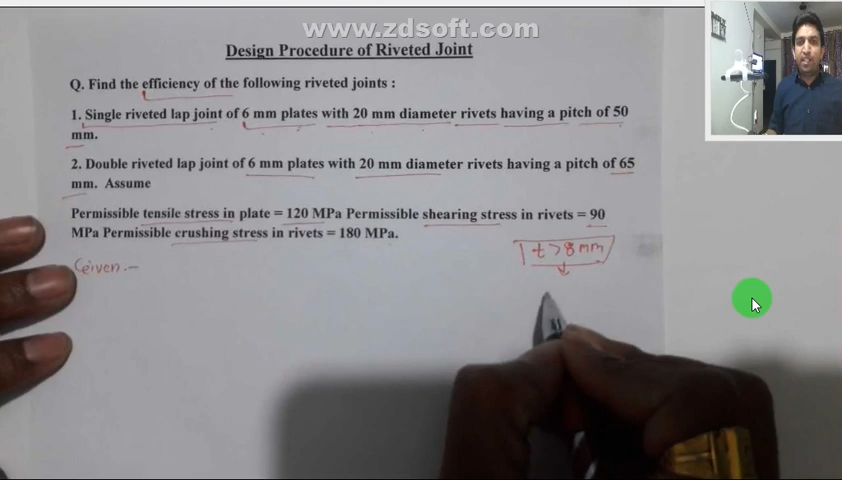 www.zdsoft.com
Design Procedure of Riveted Joint
Q. Find the efficiency of the following riveted joints :
1. Single riveted lap joint of 6 mm plates with 20 mm diameter rivets having a pitch of 50
mm.
2. Double riveted lap joint of 6 mm plates with 20 mm diameter rivets having a pitch of 65
mm. Assume
Permissible tensile stress in plate = 120 MPa Permissible shearing stress in rivets = 90
MPa Permissible crushing stress in rivets = 180 MPa.
t > 8 mm
Given :-